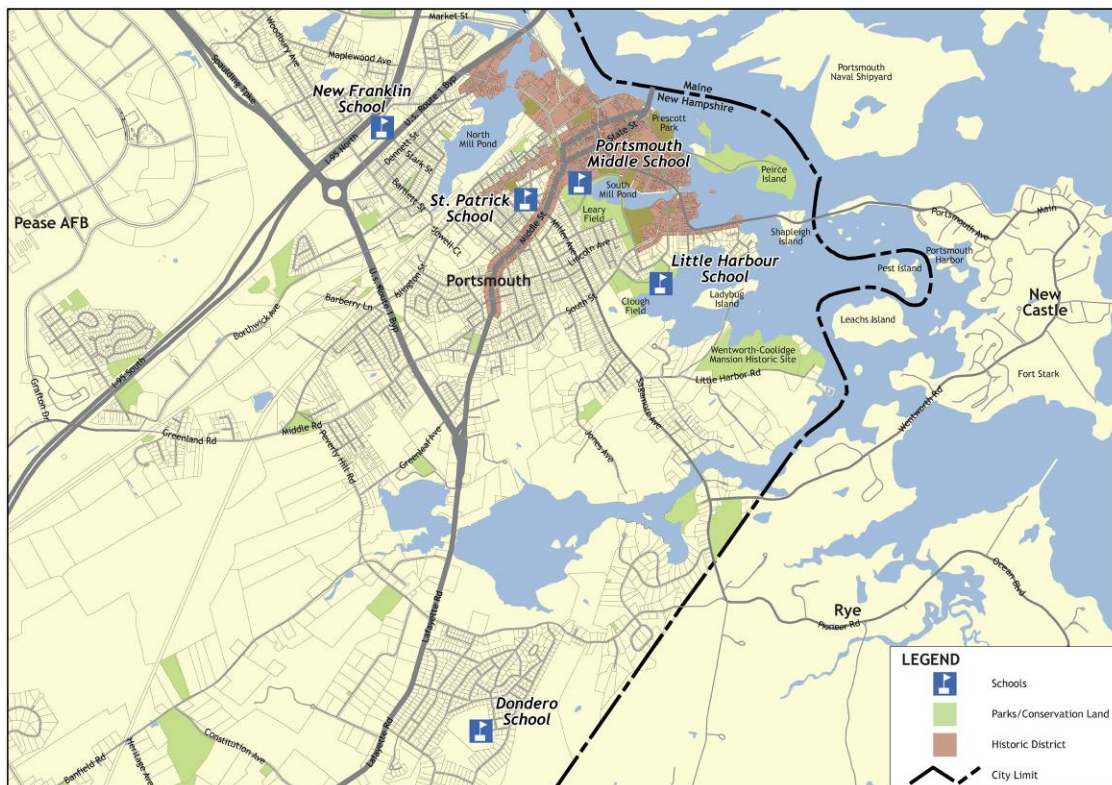 Market St
Woodbury Ave
Maplewood Ave
Spaulding Tpke
New Franklin
School
U.S. Route 1 Byp
I-95 North
Dennett St
Stark St
Bartlett St
North
Mill Pond
Maine
New Hampshire
Portsmouth
Naval Shipyard
State St
Prescott
Park
Portsmouth
Middle School
Peirce
Island
South
Mill Pond
St. Patrick
School
Leary
Field
Middle St
Miller Ave
Lincoln Ave
Lovell Ct
Islington St
Pease AFB
Portsmouth
U.S. Route 1 Byp
Barberry Ln
Borthwick Ave
South St
Little Harbour
School
Clough
Field
Ladybug
Island
Shapleigh
Island
Portsmouth Ave
Main
Portsmouth
Harbor
Pest Island
Leachs Island
New
Castle
Fort Stark
Wentworth-Coolidge
Mansion Historic Site
Little Harbor Rd
Wentworth Rd
Sagamore Ave
Jones Ave
I-95 South
Grafton Dr
Greenland Rd
Middle Rd
Peverly Hill Rd
Greenleaf Ave
Lafayette Rd
Ocean Blvd
Rye
Pioneer Rd
Dondero
School
Lafayette Rd
Constitution Ave
Heritage Ave
Banfield Rd
LEGEND
Schools
Parks/Conservation Land
Historic District
City Limit